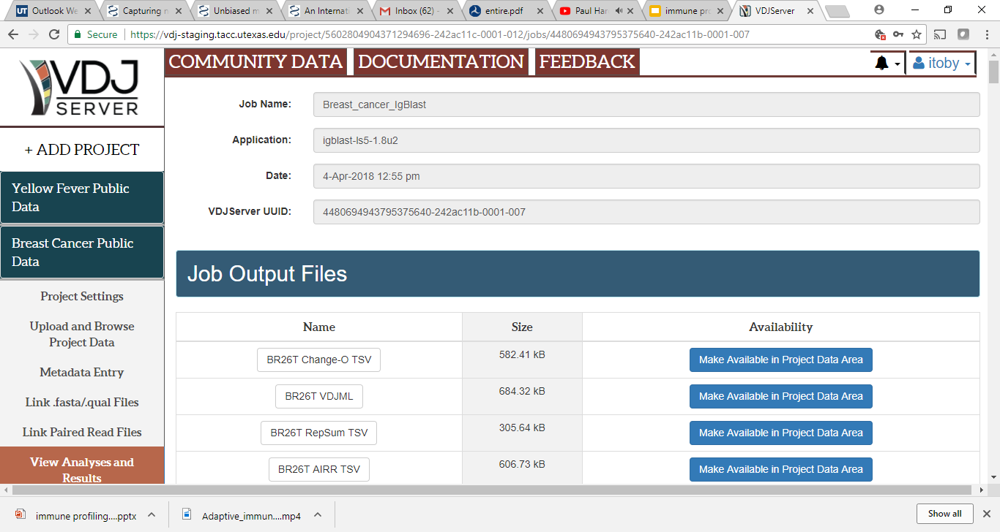 Outlook We
Capturing n
Unbiased m
An Internati
Inbox (62) -
entire.pdf
Paul Har
immune pr
VDJServer
Secure
https://vdj-staging.tacc.utexas.edu/project/5602804904371294696-242ac11c-0001-012/jobs/4480694943795375640-242ac11b-0001-007
VDJ
SERVER
COMMUNITY DATA
DOCUMENTATION
FEEDBACK
itoby
+ ADD PROJECT
Yellow Fever Public
Data
Breast Cancer Public
Data
Project Settings
Upload and Browse
Project Data
Metadata Entry
Link .fasta/.qual Files
Link Paired Read Files
View Analyses and
Results
Job Name: Breast_cancer_IgBlast
Application: igblast-ls5-1.8u2
Date: 4-Apr-2018 12:55 pm
VDJServer UUID: 4480694943795375640-242ac11b-0001-007
Job Output Files
Name Size Availability
BR26T Change-O TSV 582.41 kB Make Available in Project Data Area
BR26T VDJML 684.32 kB Make Available in Project Data Area
BR26T RepSum TSV 305.64 kB Make Available in Project Data Area
BR26T AIRR TSV 606.73 kB Make Available in Project Data Area
immune profiling....pptx
Adaptive_immun....mp4
Show all